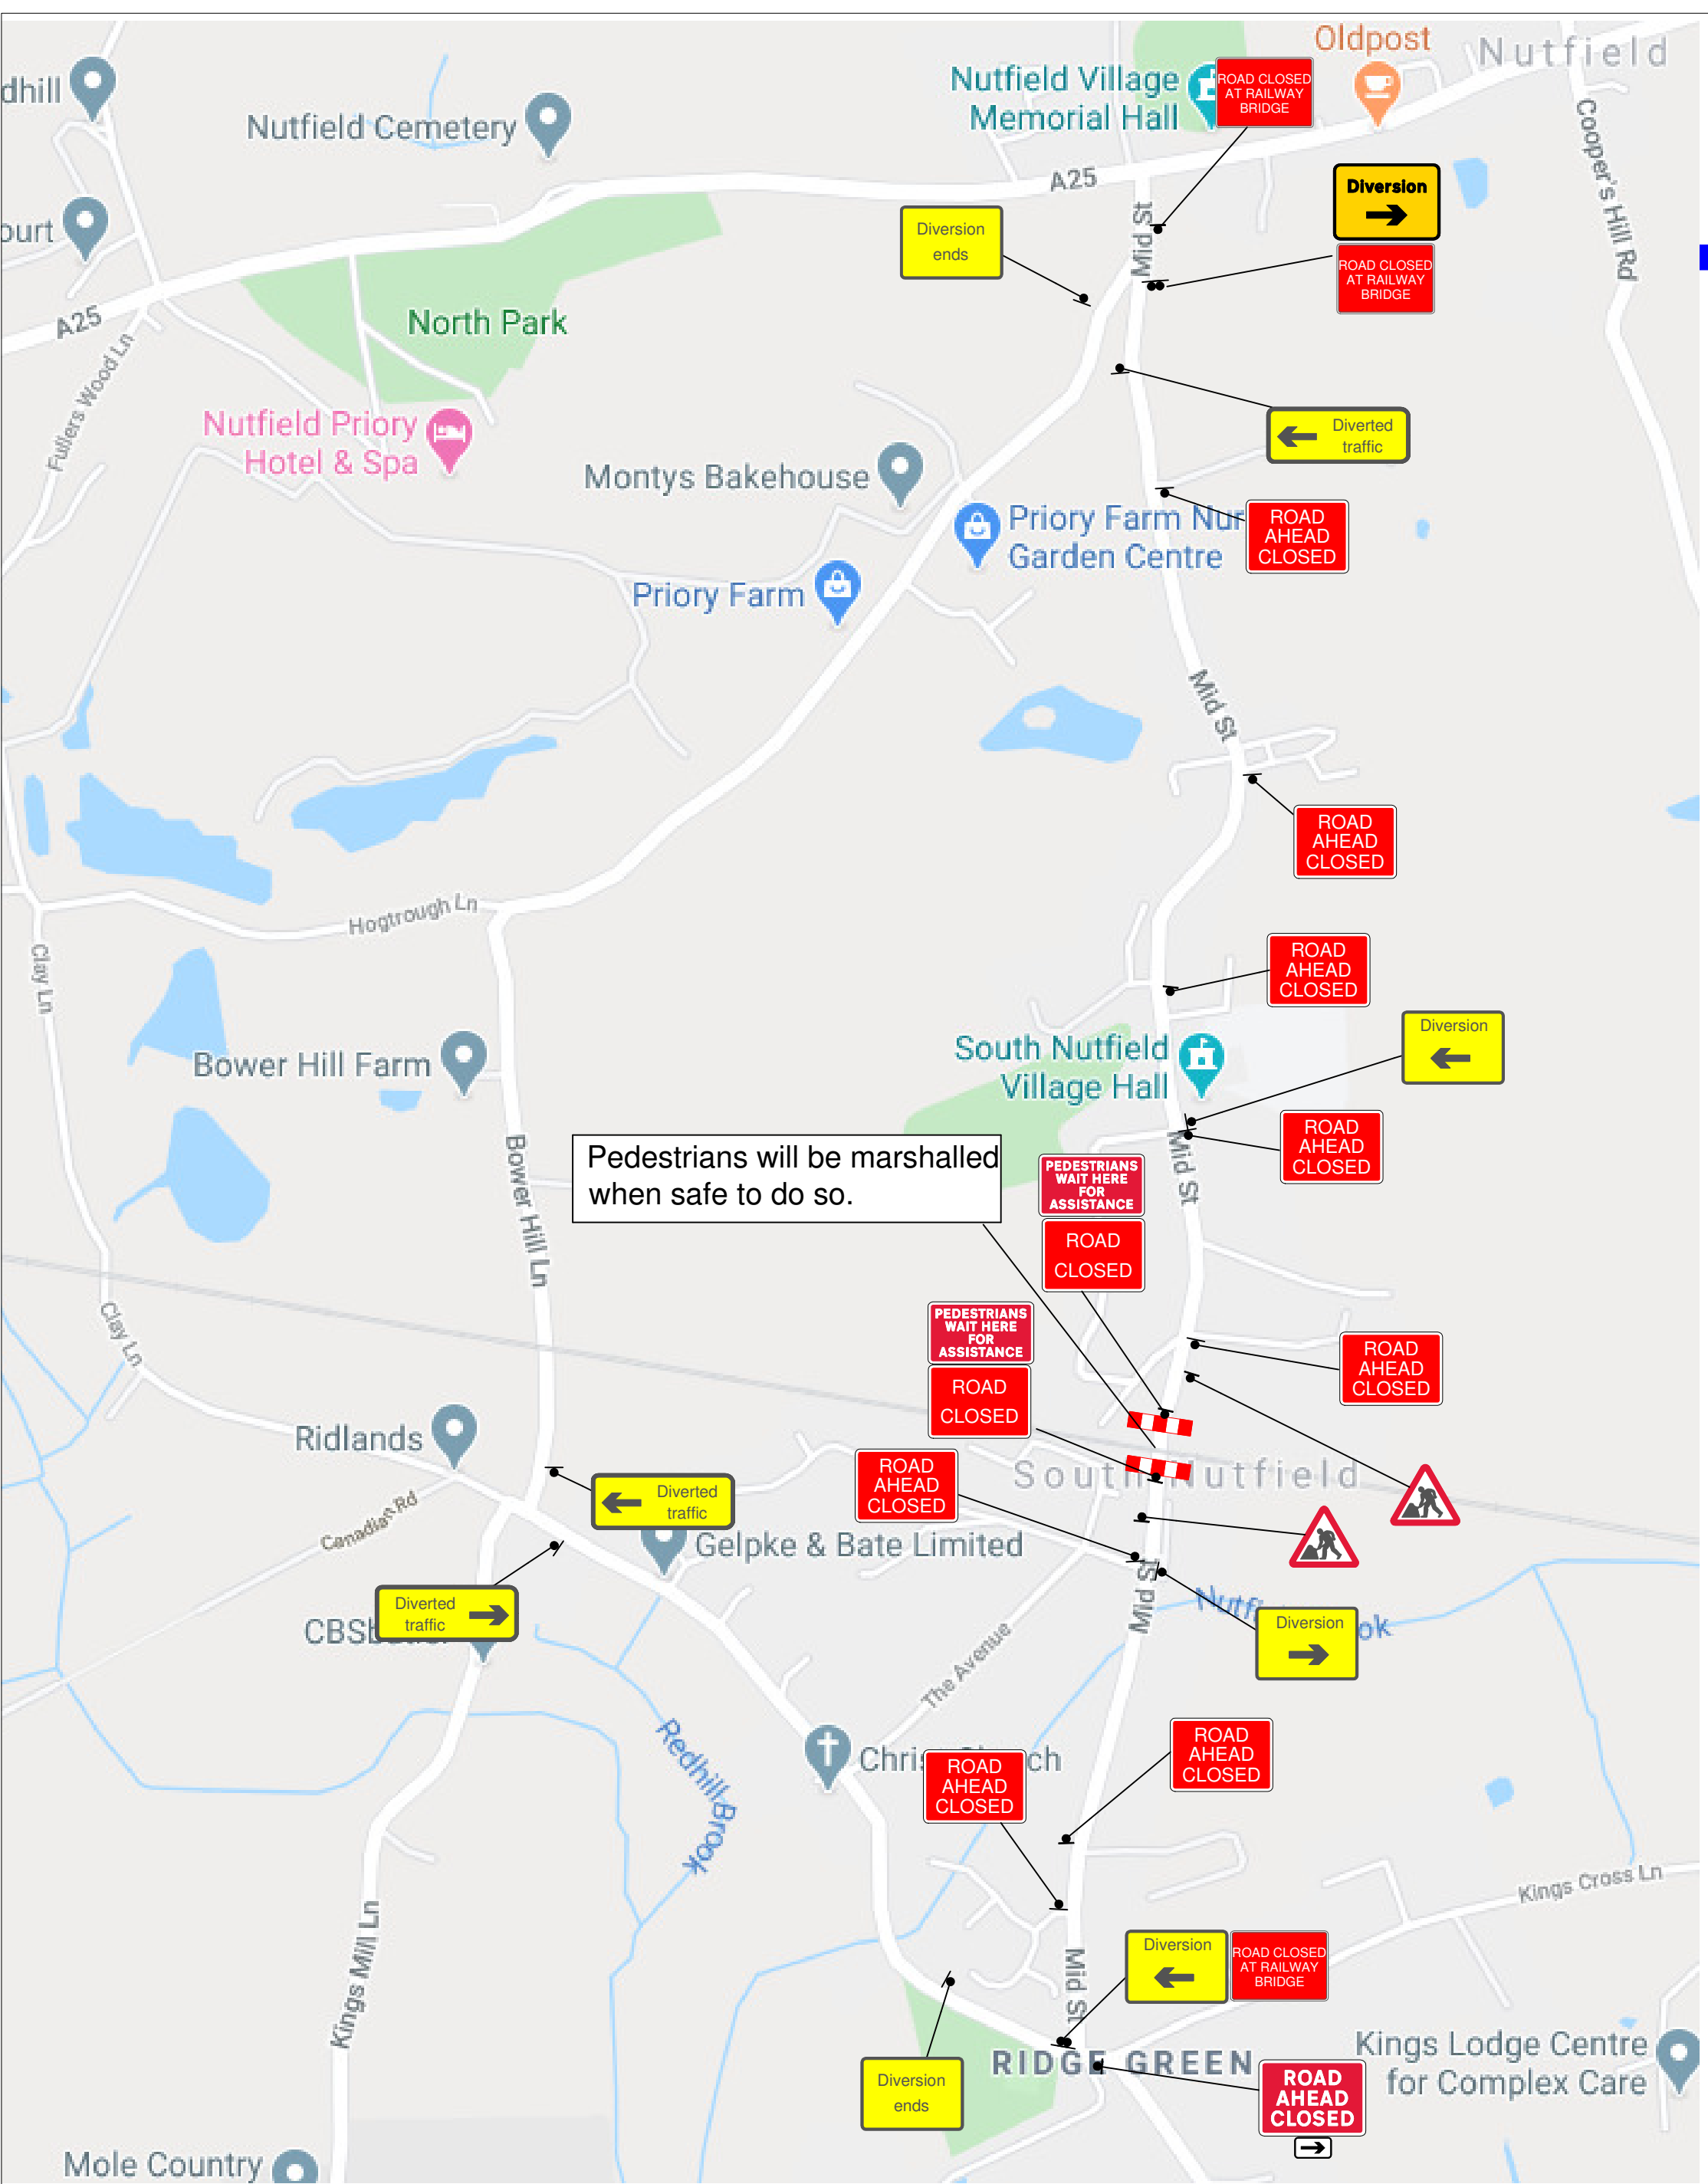 Oldpost
Nutfield
dhill
Nutfield Village
Memorial Hall
ROAD CLOSED
AT RAILWAY
BRIDGE
Nutfield Cemetery
Cooper's Hill Rd
A25
Diversion
Mid St
ourt
Diversion
ends
ROAD CLOSED
AT RAILWAY
BRIDGE
A25
North Park
Fullers Wood Ln
Nutfield Priory
Hotel & Spa
Diverted
traffic
Montys Bakehouse
Priory Farm Nur
Garden Centre
ROAD
AHEAD
CLOSED
Priory Farm
Mid St
ROAD
AHEAD
CLOSED
Hogtrough Ln
Clay Ln
ROAD
AHEAD
CLOSED
Diversion
South Nutfield
Village Hall
Bower Hill Farm
ROAD
AHEAD
CLOSED
Mid St
Bower Hill Ln
Pedestrians will be marshalled
when safe to do so.
PEDESTRIANS
WAIT HERE
FOR
ASSISTANCE
ROAD
CLOSED
Clay Ln
PEDESTRIANS
WAIT HERE
FOR
ASSISTANCE
ROAD
CLOSED
ROAD
AHEAD
CLOSED
Ridlands
South Nutfield
ROAD
AHEAD
CLOSED
Diverted
traffic
Canadian Rd
Gelpke & Bate Limited
Mid St
Diverted
traffic
CBSb
Nutf
ok
Diversion
The Avenue
Redhill Brook
Chris
ch
ROAD
AHEAD
CLOSED
ROAD
AHEAD
CLOSED
Kings Cross Ln
Kings Mill Ln
Mid St
Diversion
ROAD CLOSED
AT RAILWAY
BRIDGE
RIDGE GREEN
Kings Lodge Centre
for Complex Care
Diversion
ends
ROAD
AHEAD
CLOSED
Mole Country